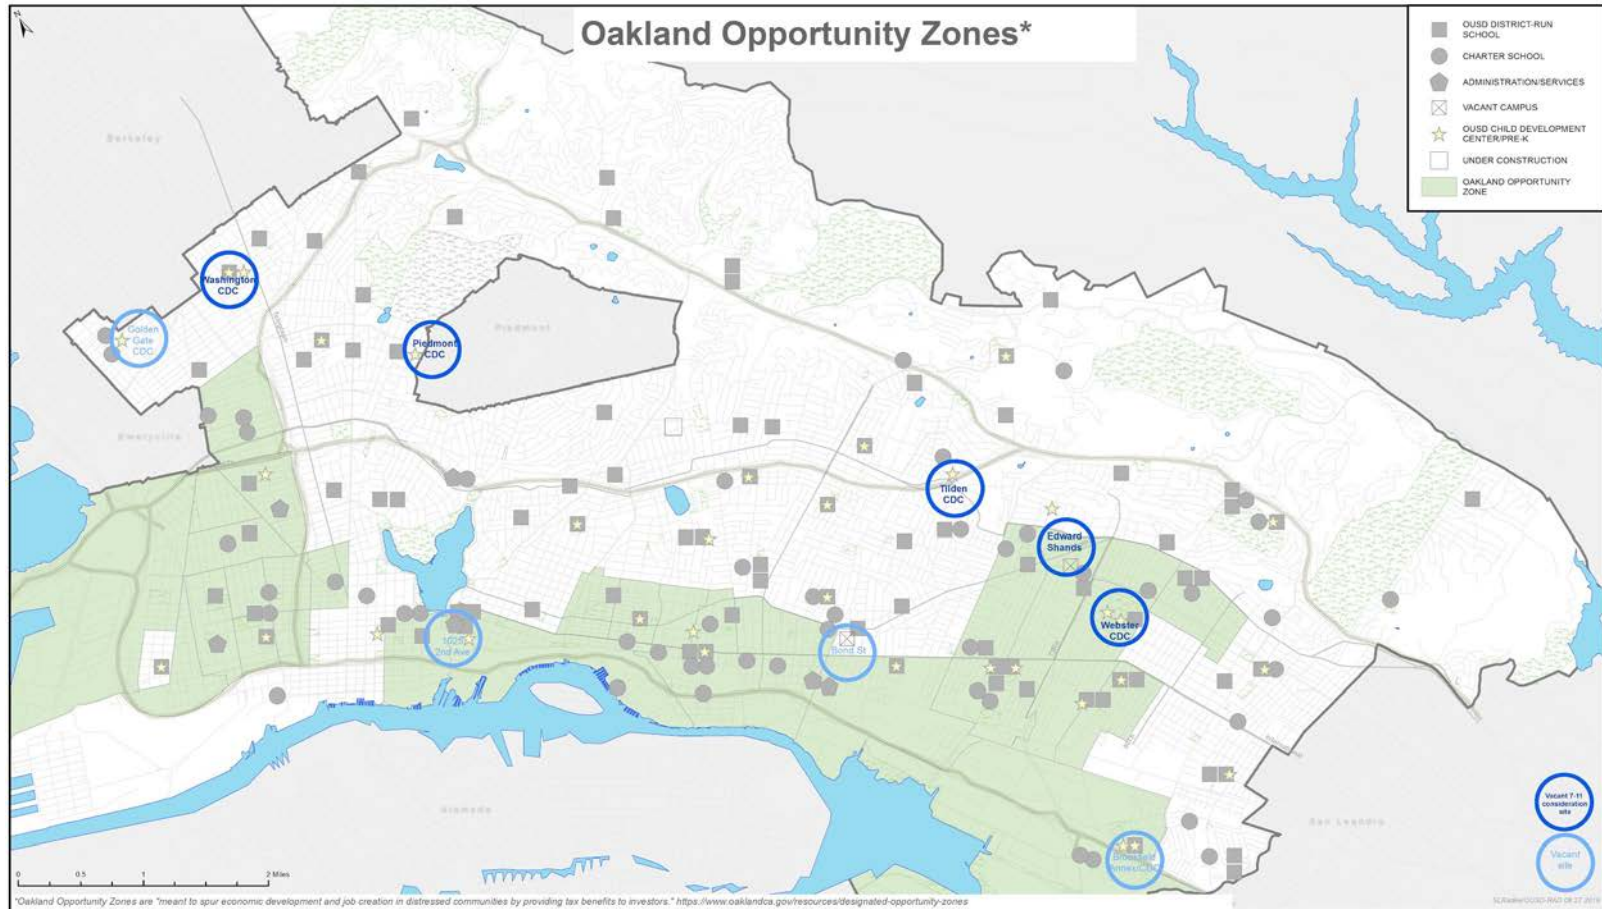 Oakland Opportunity Zones*
N
OUSD DISTRICT-RUN
SCHOOL
CHARTER SCHOOL
ADMINISTRATION/SERVICES
VACANT CAMPUS
OUSD CHILD DEVELOPMENT
CENTER/PRE-K
UNDER CONSTRUCTION
OAKLAND OPPORTUNITY
ZONE
Berkeley
Washington
CDC
Golden
Gate
CDC
Piedmont
CDC
Piedmont
Emeryville
Tilden
CDC
Edward
Shands
Webster
CDC
1025
2nd Ave
Bond St
Brookfield
Annex/CDC
Alameda
San Leandro
Vacant 7-11
consideration
site
Vacant
site
0 0.5 1 2 Miles
*Oakland Opportunity Zones are "meant to spur economic development and job creation in distressed communities by providing tax benefits to investors." https://www.oaklandca.gov/resources/designated-opportunity-zones